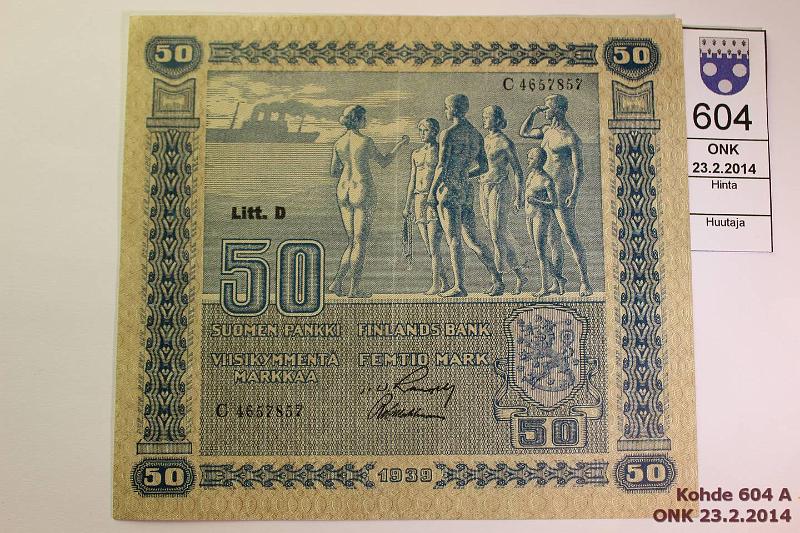 50
50
C 4657857
Litt. D
50
SUOMEN PANKKI FINLANDS BANK
VIISIKYMMENTÄ FEMTIO MARK
MARKKAA
C 4657857
50
50
1939
50
604
ONK
23.2.2014
Hinta
Huutaja
Kohde 604 A
ONK 23.2.2014